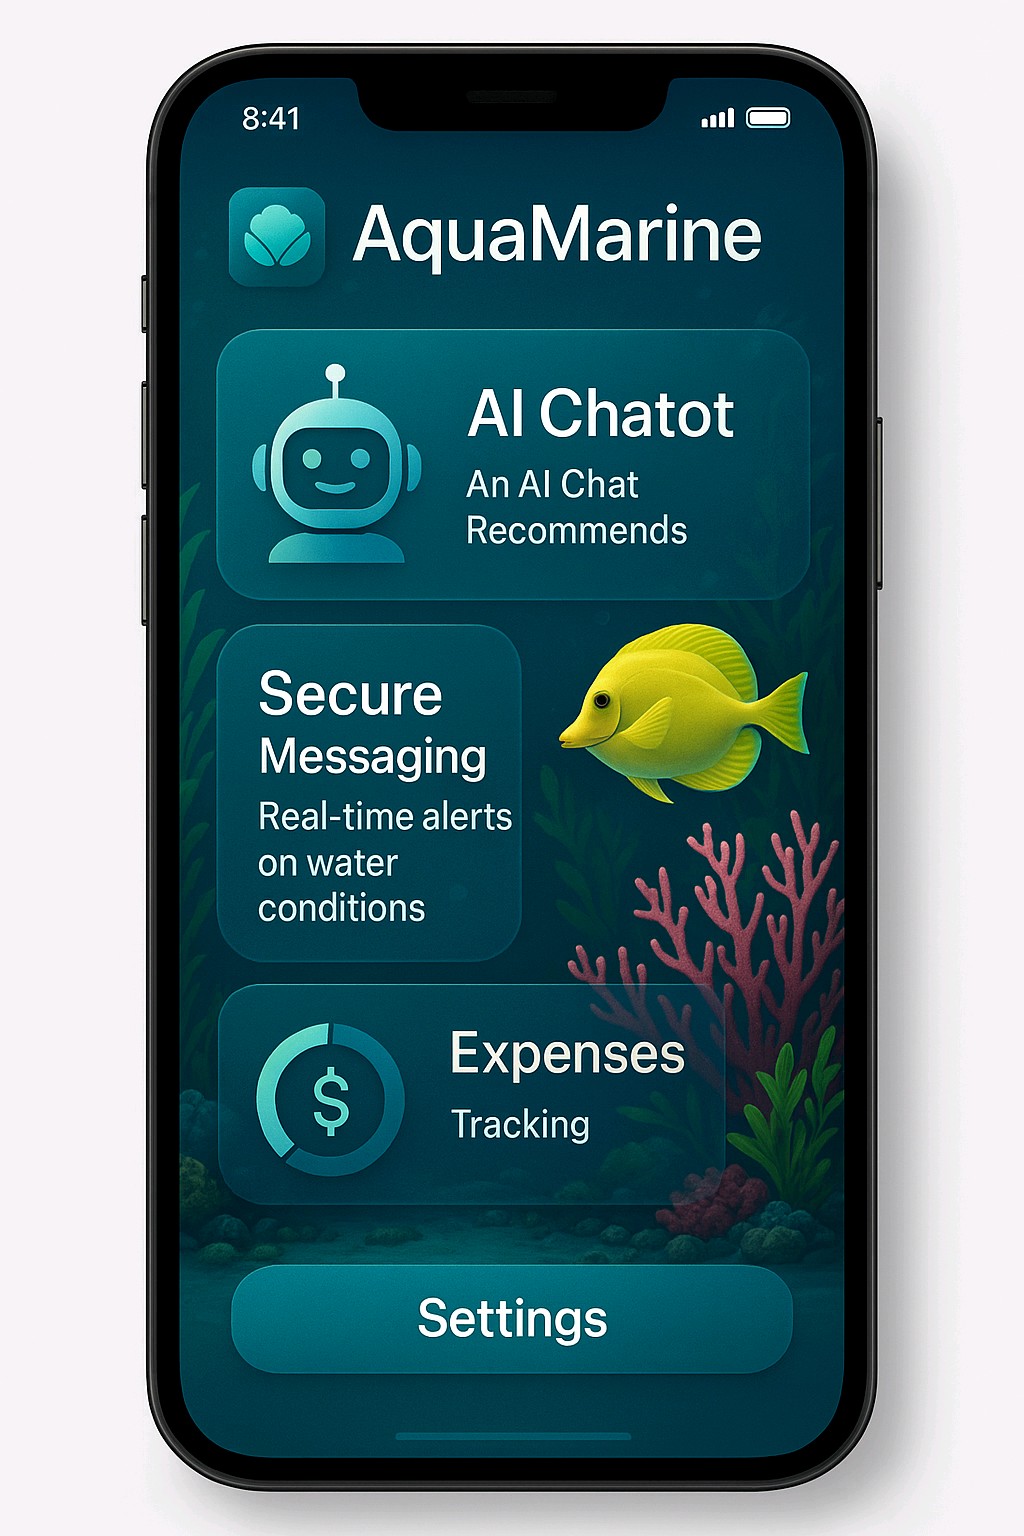 8:41
AquaMarine
AI Chatot
An AI Chat
Recommends
Secure
Messaging
Real-time alerts
on water
conditions
$
Expenses
Tracking
Settings